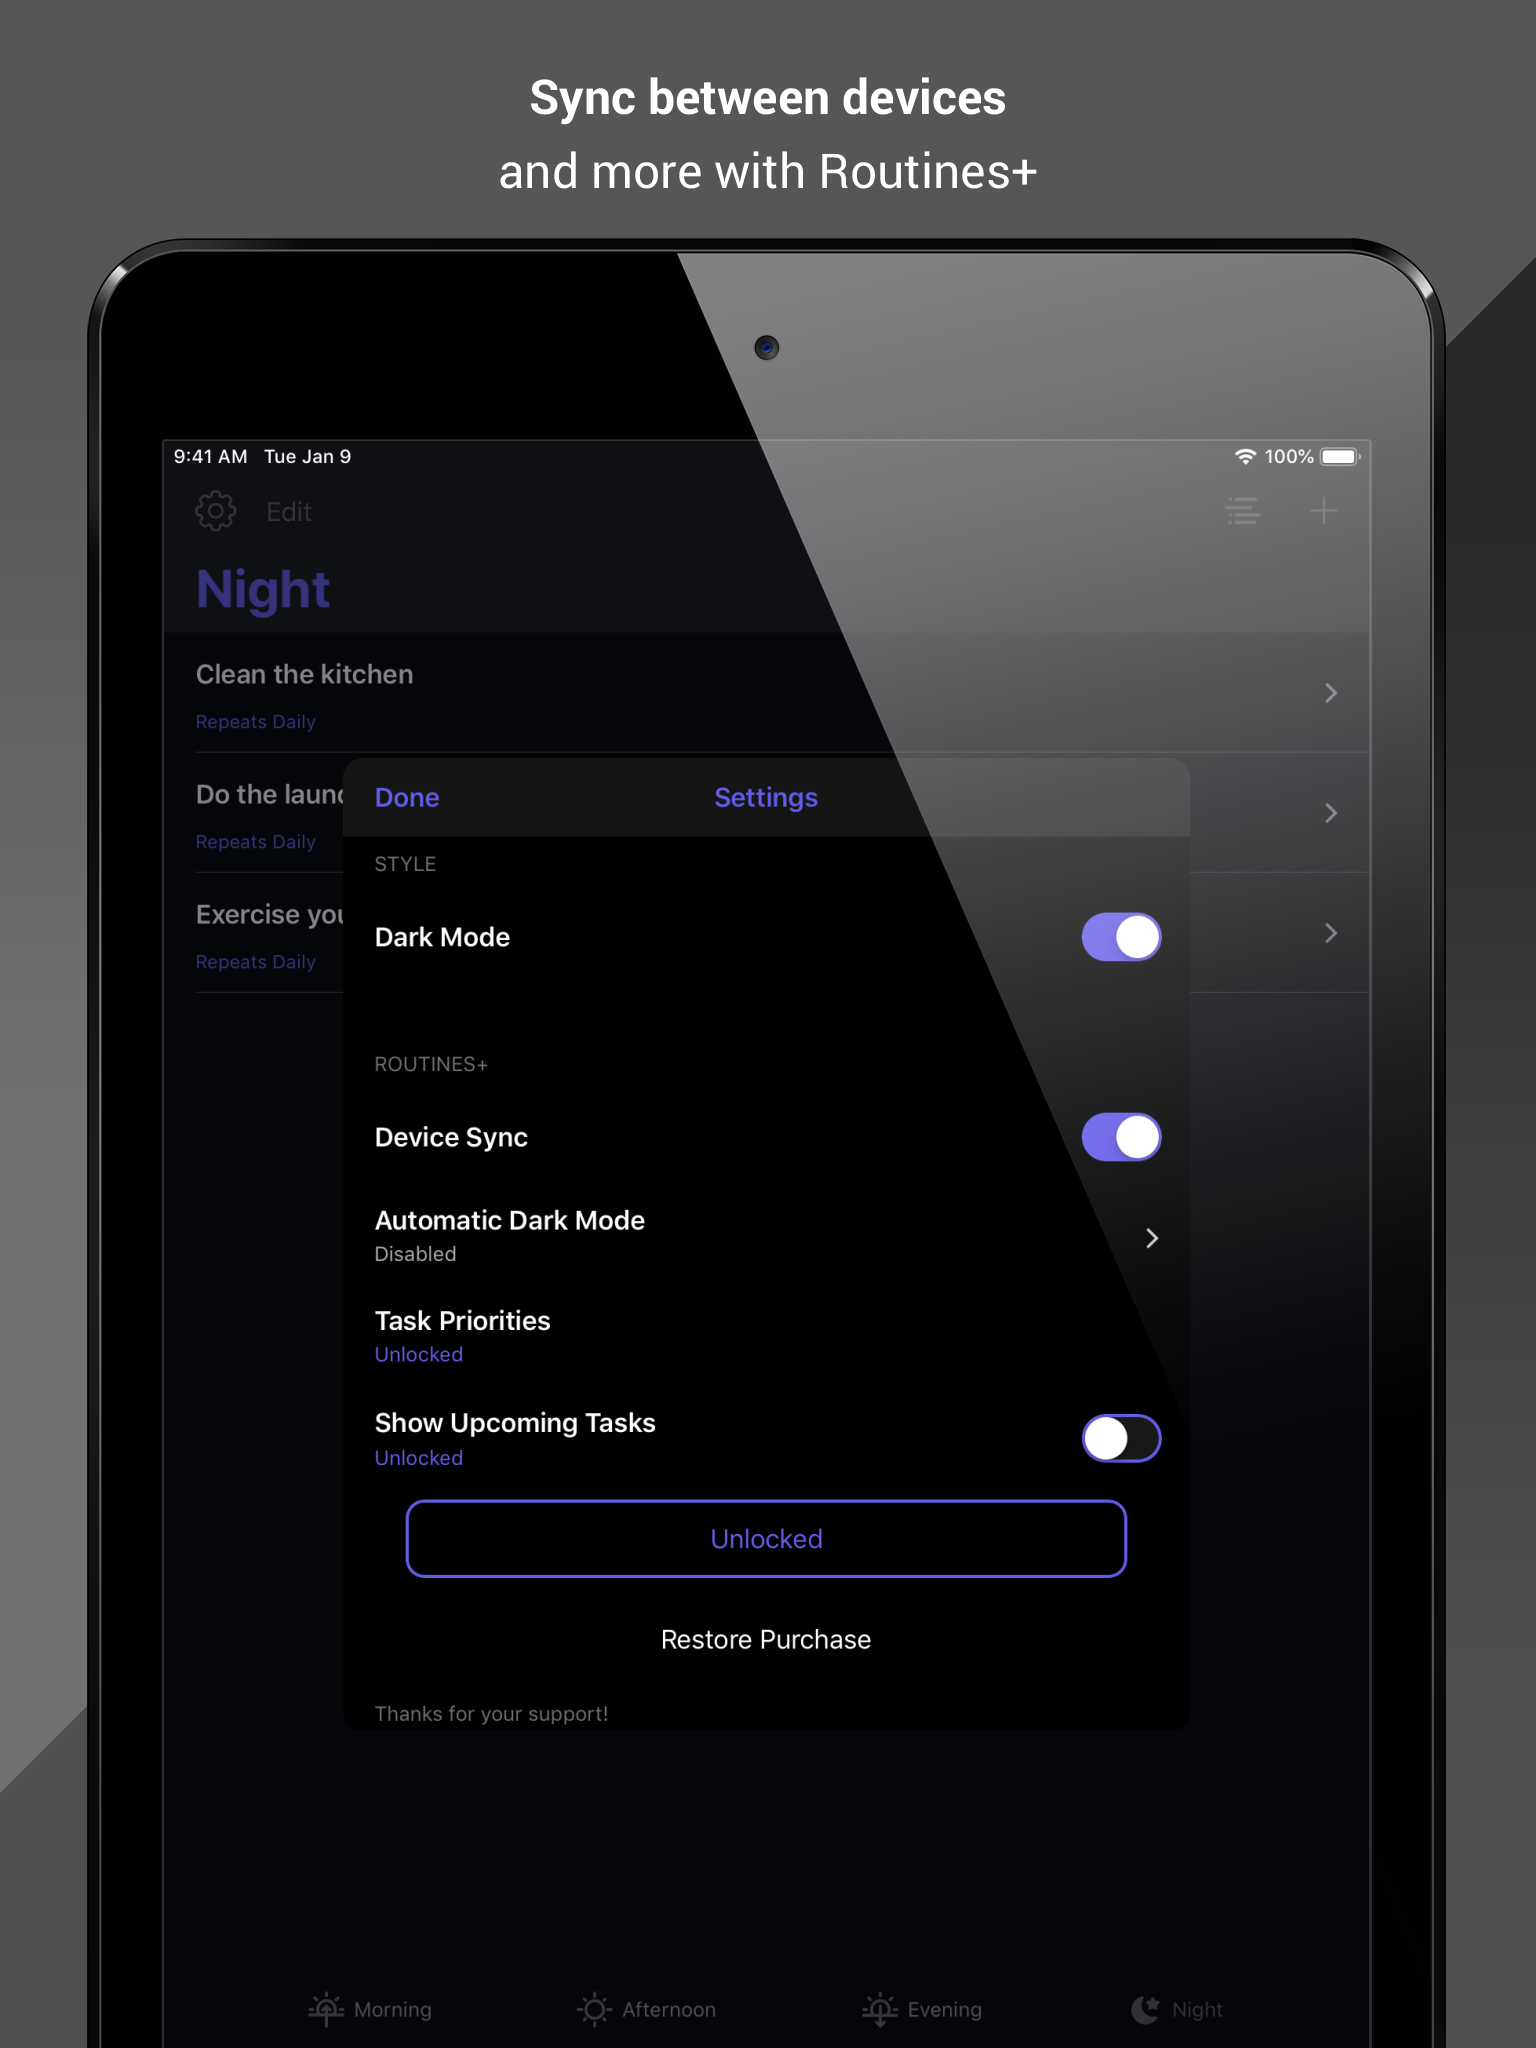 Sync between devices
and more with Routines+
9:41 AM Tue Jan 9
100%
Edit
Night
Clean the kitchen
Repeats Daily
Do the
Repeats Daily
Exercise
Repeats Daily
Done
Settings
STYLE
Dark Mode
ROUTINES+
Device Sync
Automatic Dark Mode
Disabled
Task Priorities
Unlocked
Show Upcoming Tasks
Unlocked
Unlocked
Restore Purchase
Thanks for your support!
Morning
Afternoon
Evening
Night